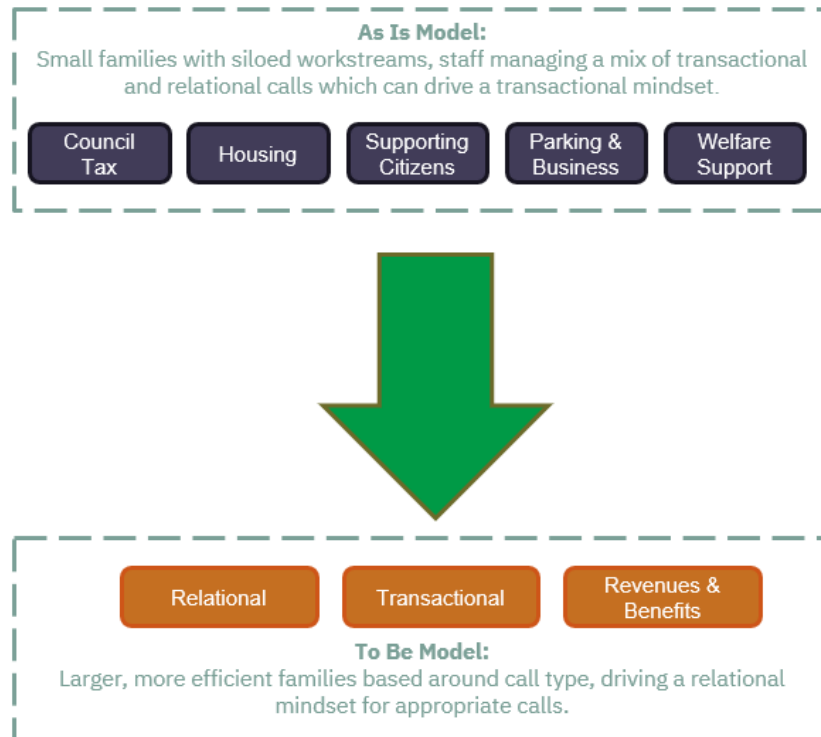 As Is Model:
Small families with siloed workstreams, staff managing a mix of transactional
and relational calls which can drive a transactional mindset.
Council
Tax
Housing
Supporting
Citizens
Parking &
Business
Welfare
Support
Relational
Transactional
Revenues &
Benefits
To Be Model:
Larger, more efficient families based around call type, driving a relational
mindset for appropriate calls.